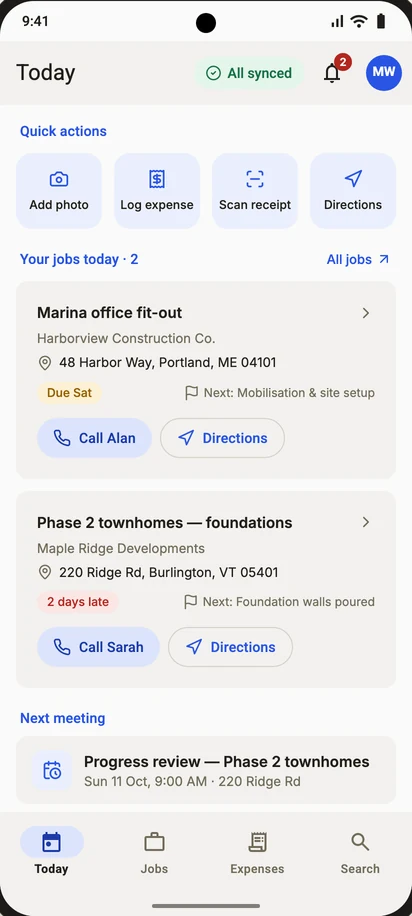 9:41
Today
All synced
2
MW
Quick actions
Add photo
Log expense
Scan receipt
Directions
Your jobs today · 2
All jobs
Marina office fit-out
Harborview Construction Co.
48 Harbor Way, Portland, ME 04101
Due Sat
Next: Mobilisation & site setup
Call Alan
Directions
Phase 2 townhomes — foundations
Maple Ridge Developments
220 Ridge Rd, Burlington, VT 05401
2 days late
Next: Foundation walls poured
Call Sarah
Directions
Next meeting
Progress review — Phase 2 townhomes
Sun 11 Oct, 9:00 AM · 220 Ridge Rd
Today
Jobs
Expenses
Search